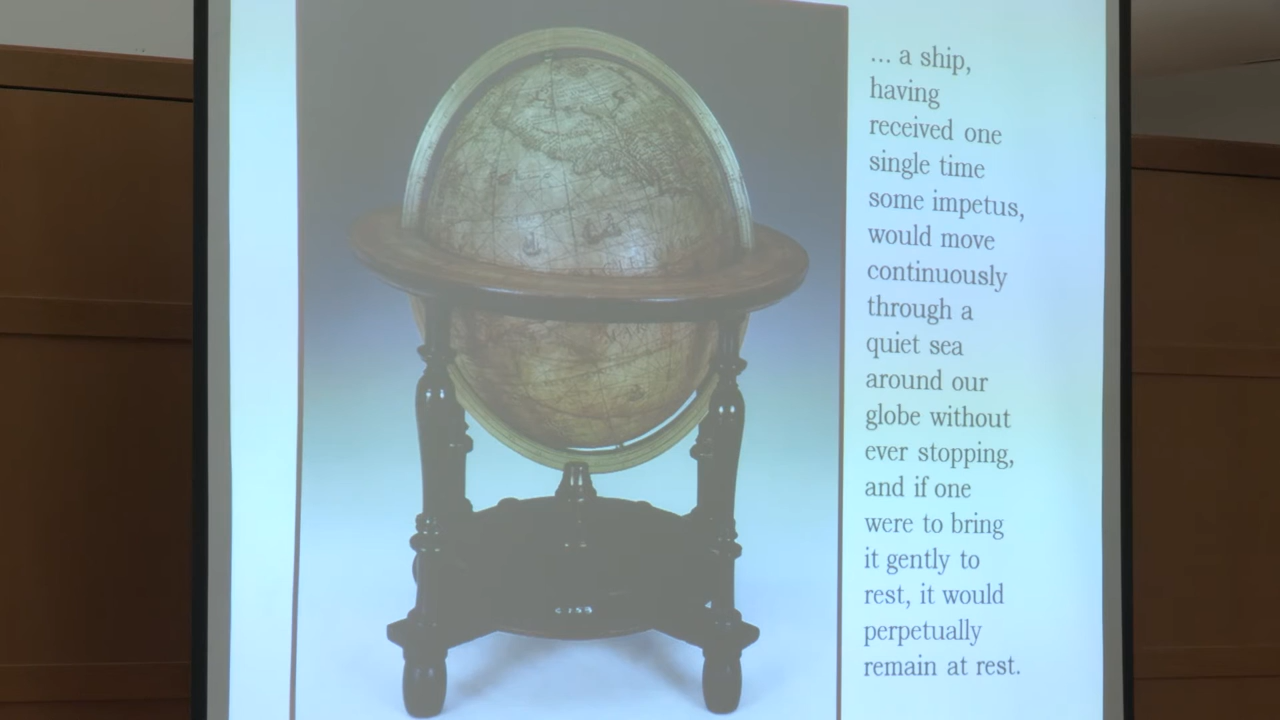 ... a ship,
having
received one
single time
some impetus,
would move
continuously
through a
quiet sea
around our
globe without
ever stopping,
and if one
were to bring
it gently to
rest, it would
perpetually
remain at rest.